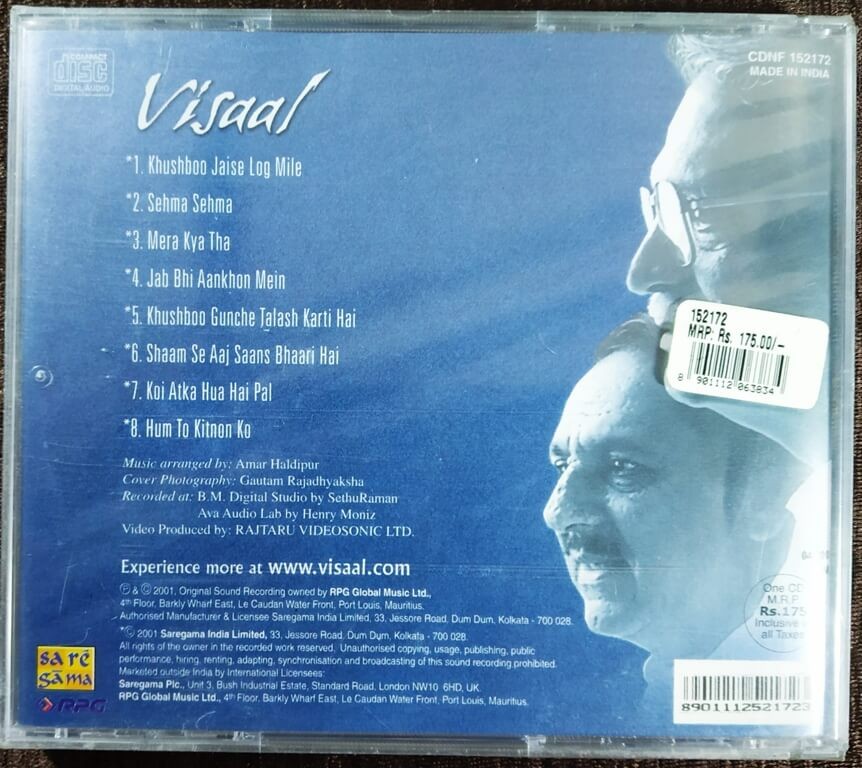 COMPACT
disc
DIGITAL AUDIO
CDNF 152172
MADE IN INDIA
Visaal
*1. Khushboo Jaise Log Mile
*2. Sehma Sehma
*3. Mera Kya Tha
*4. Jab Bhi Aankhon Mein
*5. Khushboo Gunche Talash Karti Hai
*6. Shaam Se Aaj Saans Bhaari Hai
*7. Koi Atka Hua Hai Pal
*8. Hum To Kitnon Ko
152172
MRP: Rs. 175.00/-
8 901112 063834
Music arranged by: Amar Haldipur
Cover Photography: Gautam Rajadhyaksha
Recorded at: B.M. Digital Studio by SethuRaman
Ava Audio Lab by Henry Moniz
Video Produced by: RAJTARU VIDEOSONIC LTD.
Experience more at www.visaal.com
℗ & © 2001, Original Sound Recording owned by RPG Global Music Ltd.,
4th Floor, Barkly Wharf East, Le Caudan Water Front, Port Louis, Mauritius.
Authorised Manufacturer & Licensee Saregama India Limited, 33, Jessore Road, Dum Dum, Kolkata - 700 028.
*© 2001 Saregama India Limited, 33, Jessore Road, Dum Dum, Kolkata - 700 028.
All rights of the owner in the recorded work reserved. Unauthorised copying, usage, publishing, public
performance, hiring, renting, adapting, synchronisation and broadcasting of this sound recording prohibited.
Marketed outside India by International Licensees:
Saregama Plc., Unit 3, Bush Industrial Estate, Standard Road, London NW10 6HD, UK
RPG Global Music Ltd., 4th Floor, Barkly Wharf East, Le Caudan Water Front, Port Louis, Mauritius.
sa rē
gāma
RPG
One CD
M.R.P.
Rs.175
Inclusive
all Taxes
8901112521723